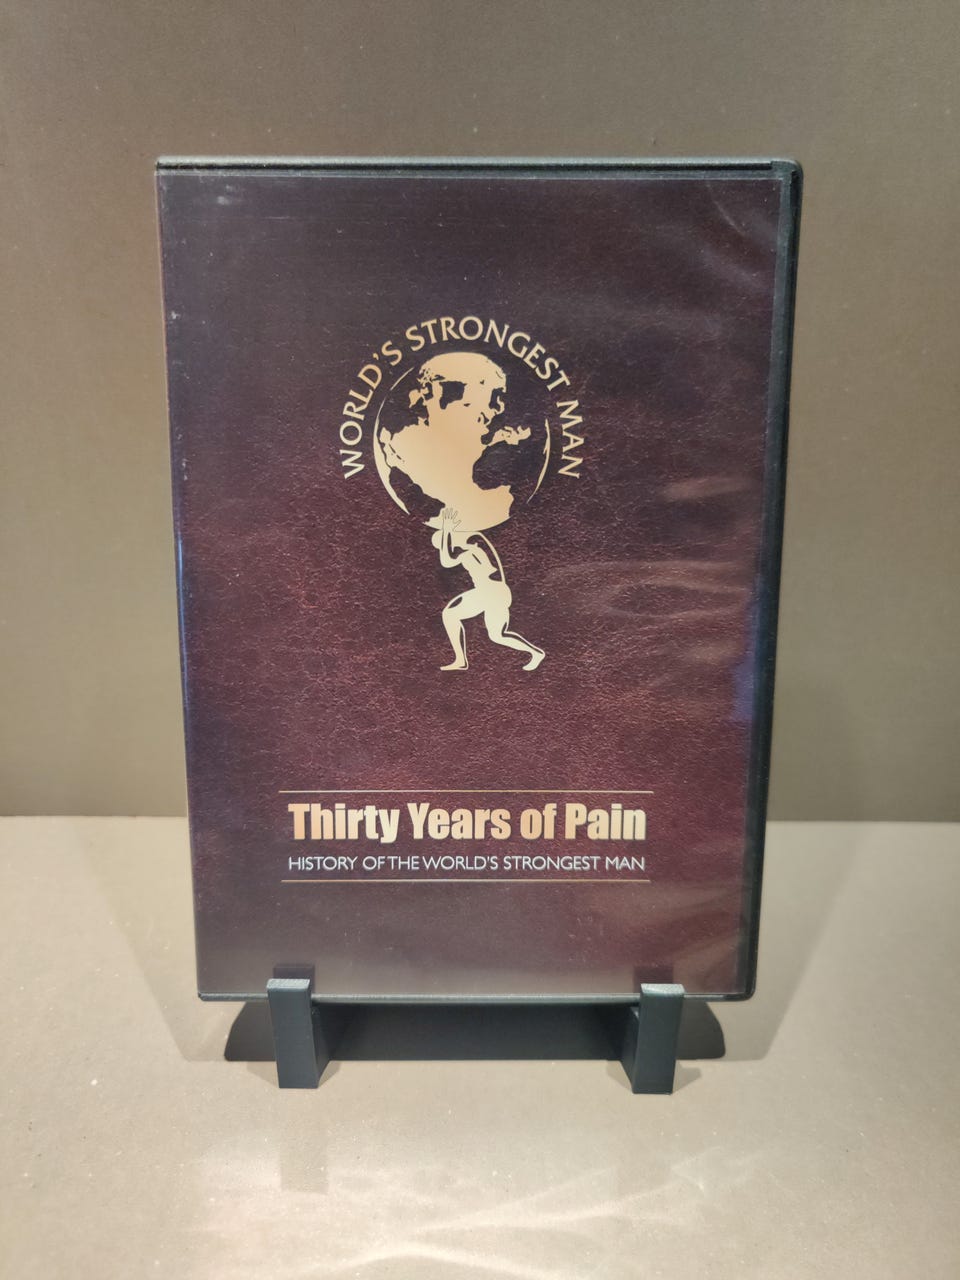 WORLD'S STRONGEST MAN
Thirty Years of Pain
HISTORY OF THE WORLD'S STRONGEST MAN